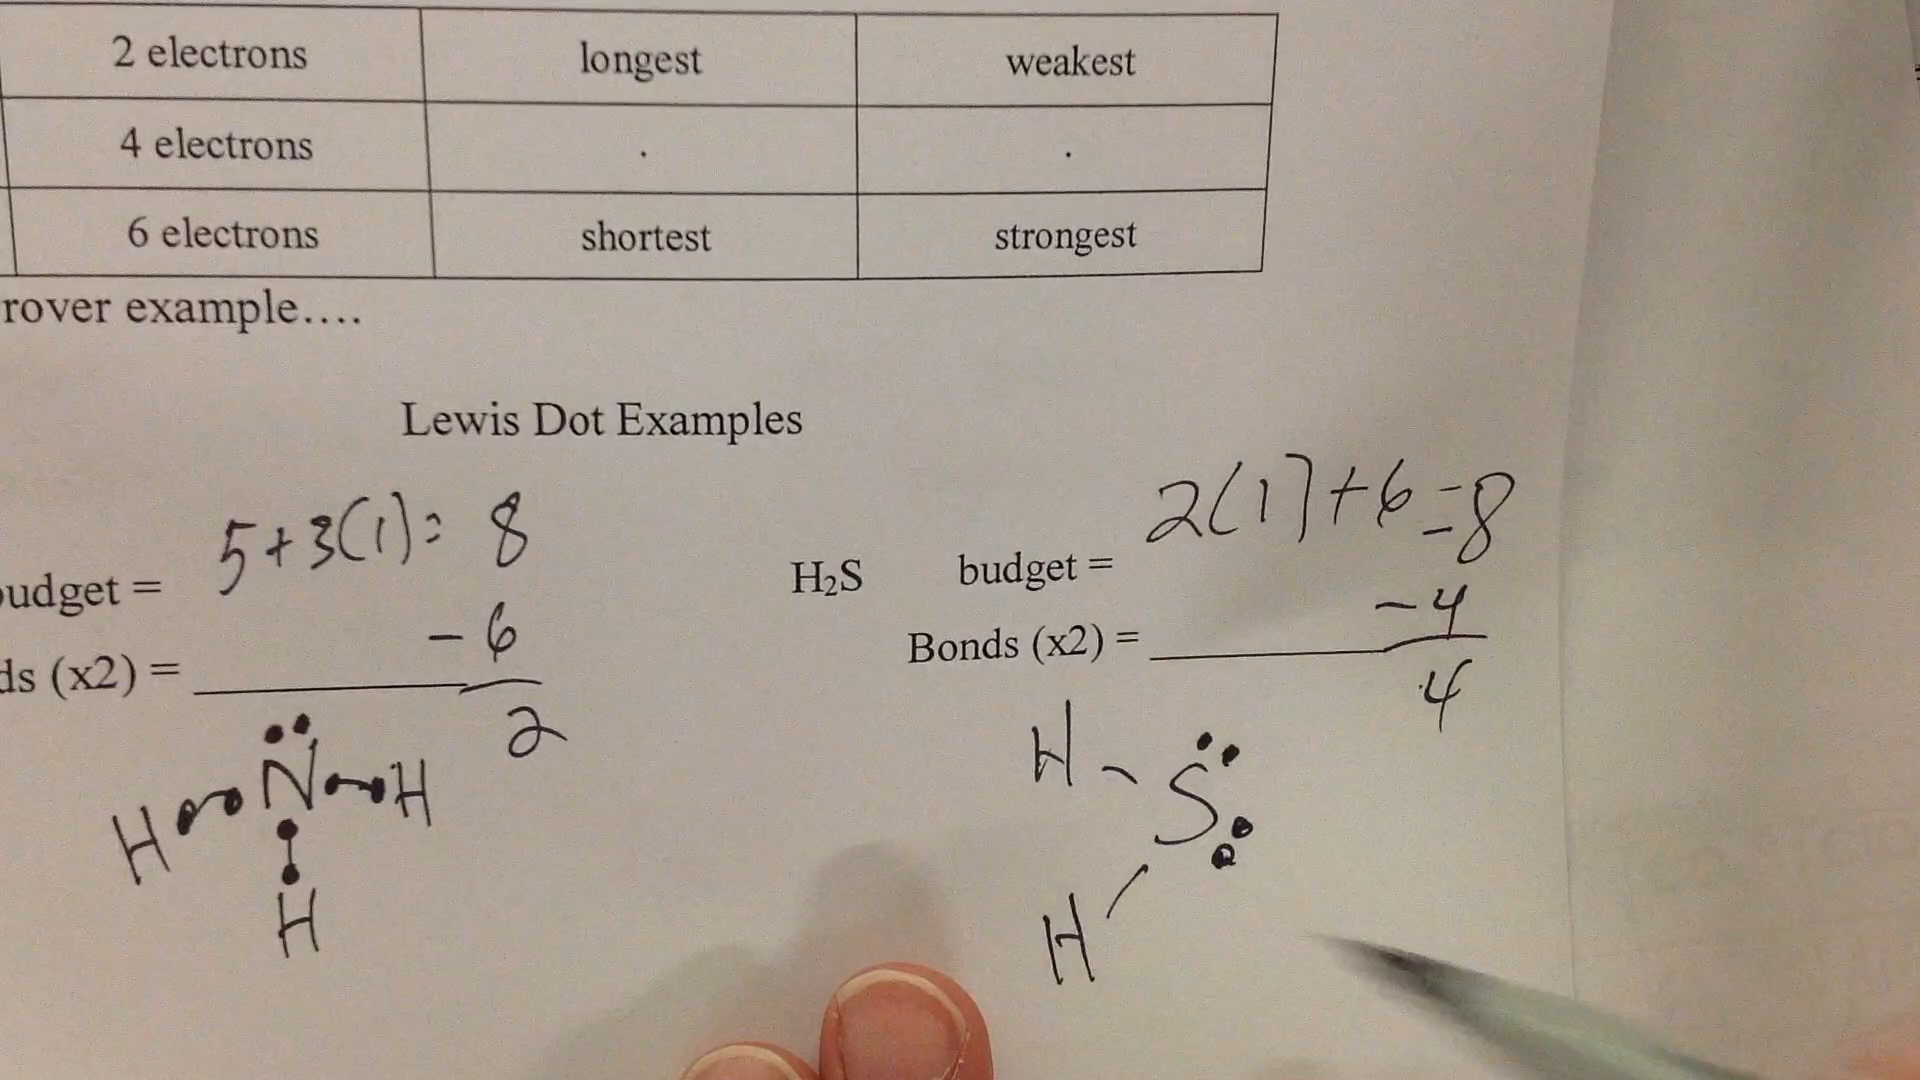 2 electrons longest weakest
4 electrons . .
6 electrons shortest strongest
rover example....
Lewis Dot Examples
5+3(1)= 8
budget =
- 6
ds (x2) =
2
N
H H
H
2(1)+6=8
H₂S budget =
- 4
Bonds (x2) =
4
H
S
H